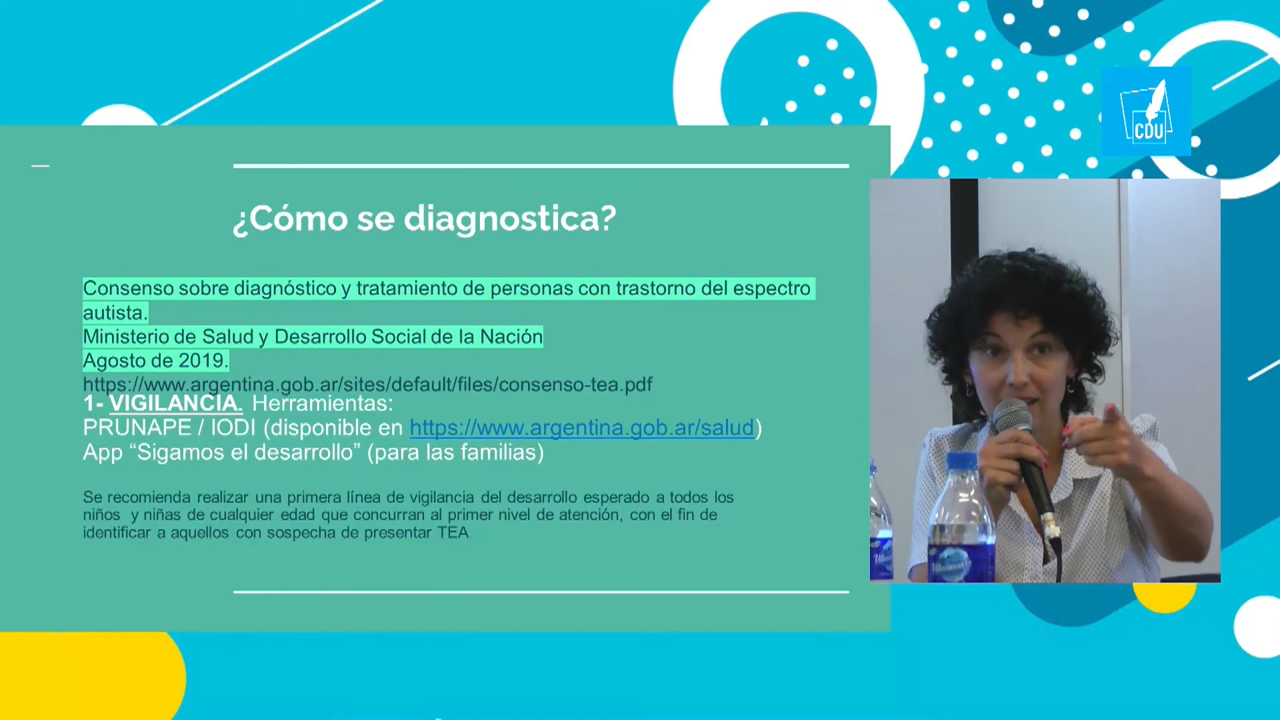 CDU
¿Cómo se diagnostica?
Consenso sobre diagnóstico y tratamiento de personas con trastorno del espectro
autista.
Ministerio de Salud y Desarrollo Social de la Nación
Agosto de 2019.
https://www.argentina.gob.ar/sites/default/files/consenso-tea.pdf
1- VIGILANCIA. Herramientas:
PRUNAPE / IODI (disponible en https://www.argentina.gob.ar/salud)
App “Sigamos el desarrollo” (para las familias)
Se recomienda realizar una primera línea de vigilancia del desarrollo esperado a todos los
niños y niñas de cualquier edad que concurran al primer nivel de atención, con el fin de
identificar a aquellos con sospecha de presentar TEA